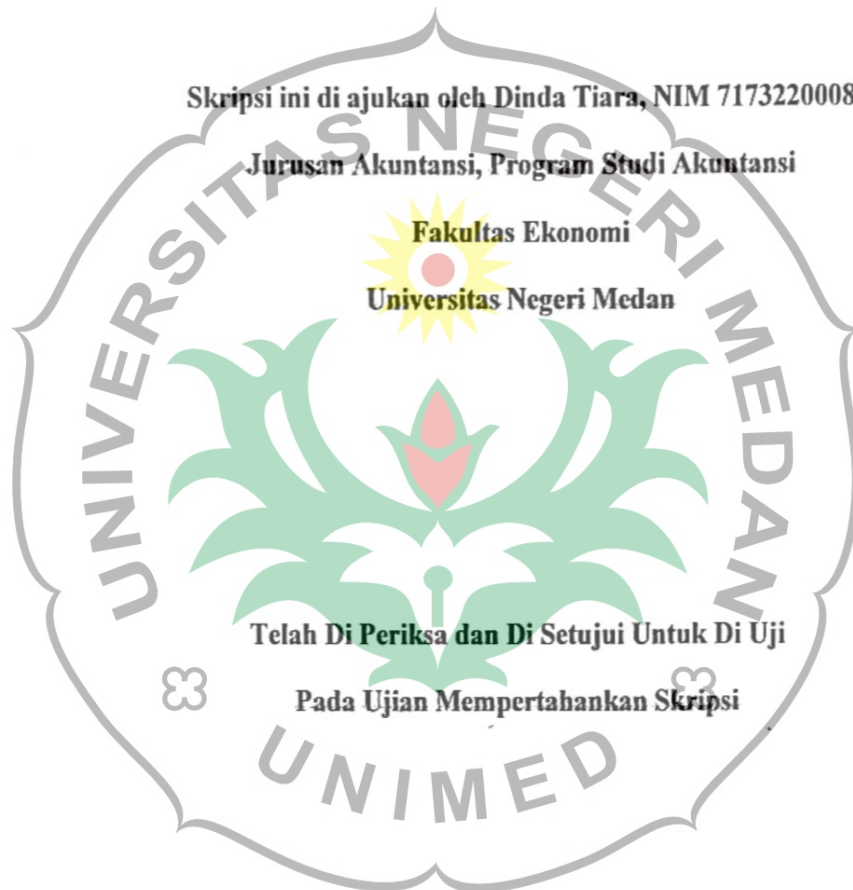 Skripsi ini di ajukan oleh Dinda Tiara, NIM 7173220008
Jurusan Akuntansi, Program Studi Akuntansi
Fakultas Ekonomi
Universitas Negeri Medan
Telah Di Periksa dan Di Setujui Untuk Di Uji
Pada Ujian Mempertahankan Skripsi
UNIVERSITAS NEGERI MEDAN
UNIMED